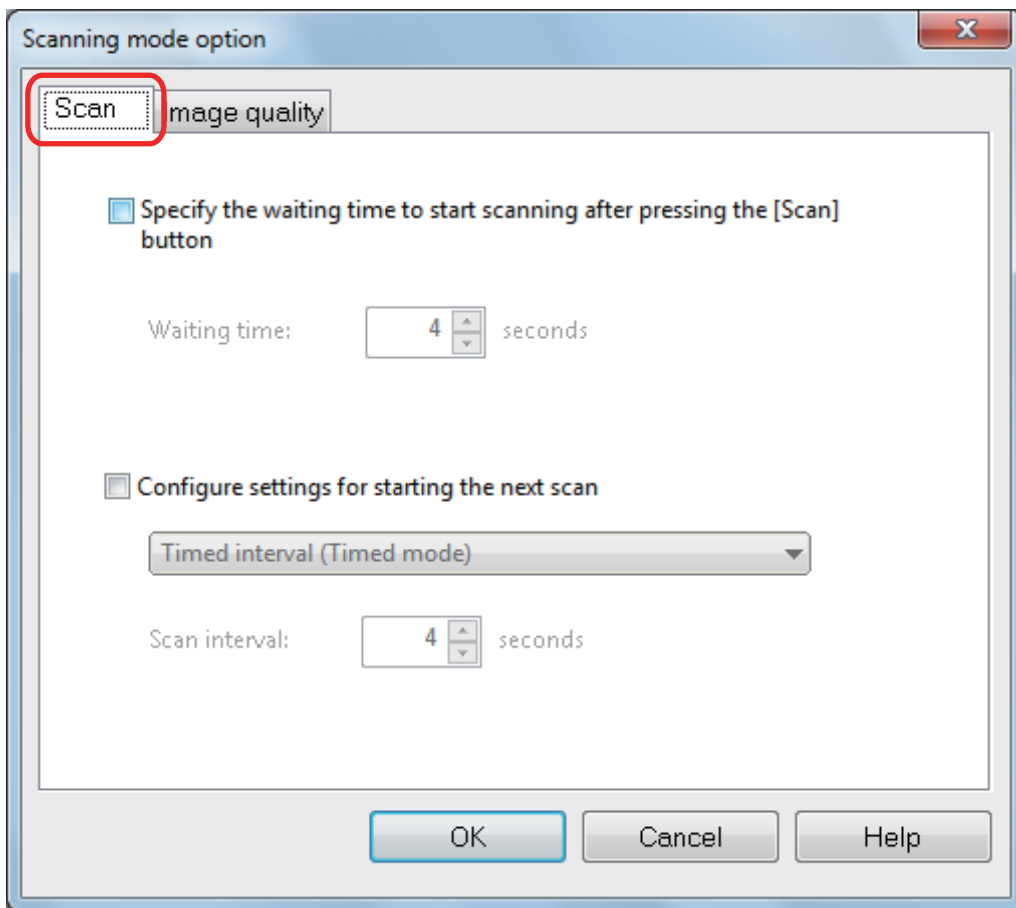 Scanning mode option
Scan Image quality
Specify the waiting time to start scanning after pressing the [Scan]
button
Waiting time: 4 seconds
Configure settings for starting the next scan
Timed interval (Timed mode)
Scan interval: 4 seconds
OK Cancel Help